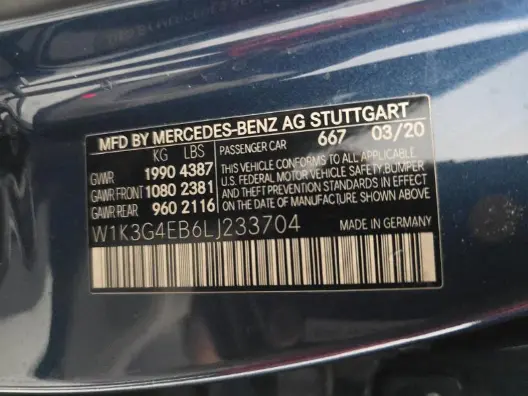 MFD BY MERCEDES-BENZ AG STUTTGART
KG LBS PASSENGER CAR 667 03/20
GVWR 1990 4387
GAWR FRONT 1080 2381
GAWR REAR 960 2116
THIS VEHICLE CONFORMS TO ALL APPLICABLE
U.S. FEDERAL MOTOR VEHICLE SAFETY, BUMPER,
AND THEFT PREVENTION STANDARDS IN EFFECT
ON THE DATE OF MANUFACTURE SHOWN ABOVE.
W1K3G4EB6LJ233704
MADE IN GERMANY